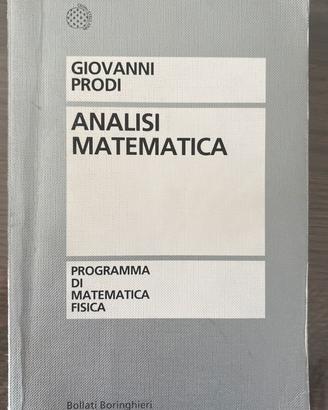 GIOVANNI
PRODI
ANALISI
MATEMATICA
PROGRAMMA
DI
MATEMATICA
FISICA
Bollati Boringhieri